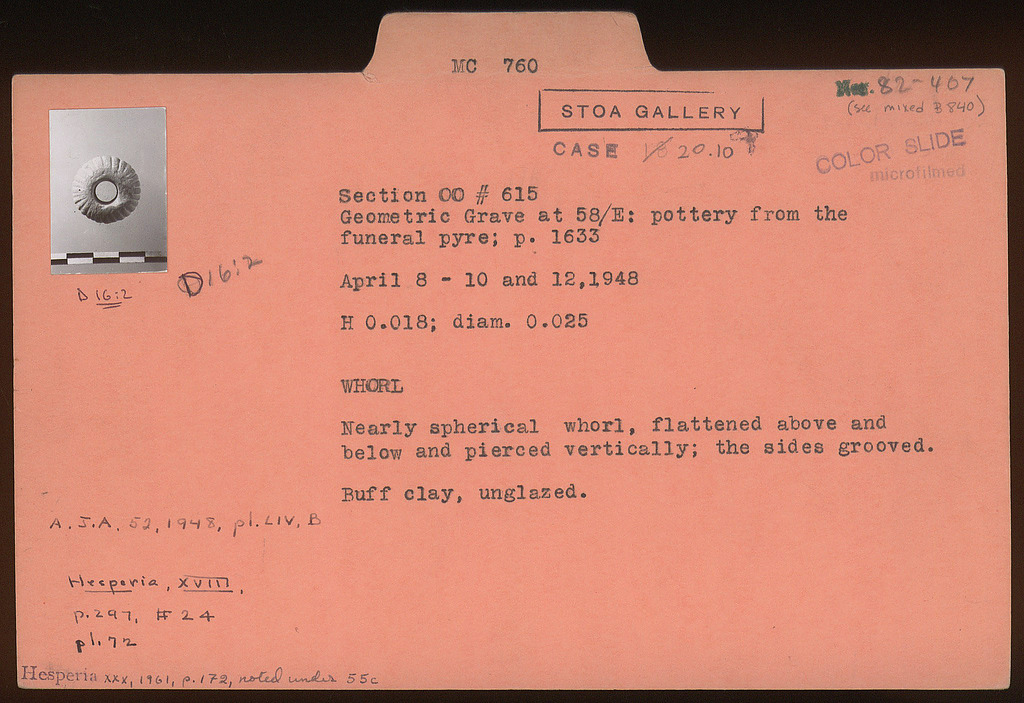 MC 760
82-407
(see mixed B 840)
STOA GALLERY
CASE 20.10
COLOR SLIDE
microfilmed
Section OO # 615
Geometric Grave at 58/E: pottery from the
funeral pyre; p. 1633
D 16:2
D 16:2
April 8 - 10 and 12,1948
H 0.018; diam. 0.025
WHORL
Nearly spherical whorl, flattened above and
below and pierced vertically; the sides grooved.
Buff clay, unglazed.
A.J.A. 52, 1948, pl. LIV, B
Hesperia, XVIII,
p. 297, # 24
pl. 72
Hesperia XXX, 1961, p. 172, noted under 55c